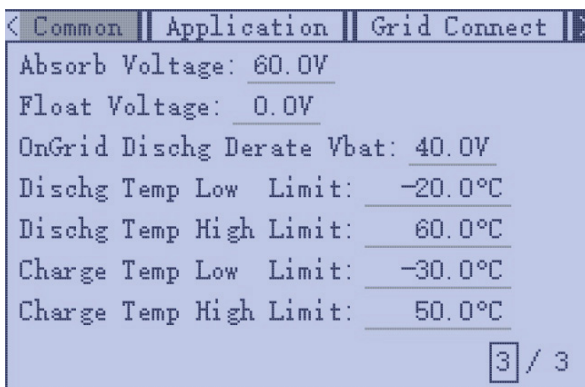 < Common Application Grid Connect
Absorb Voltage: 60.0V
Float Voltage: 0.0V
OnGrid Dischg Derate Vbat: 40.0V
Dischg Temp Low Limit: -20.0°C
Dischg Temp High Limit: 60.0°C
Charge Temp Low Limit: -30.0°C
Charge Temp High Limit: 50.0°C
3 / 3